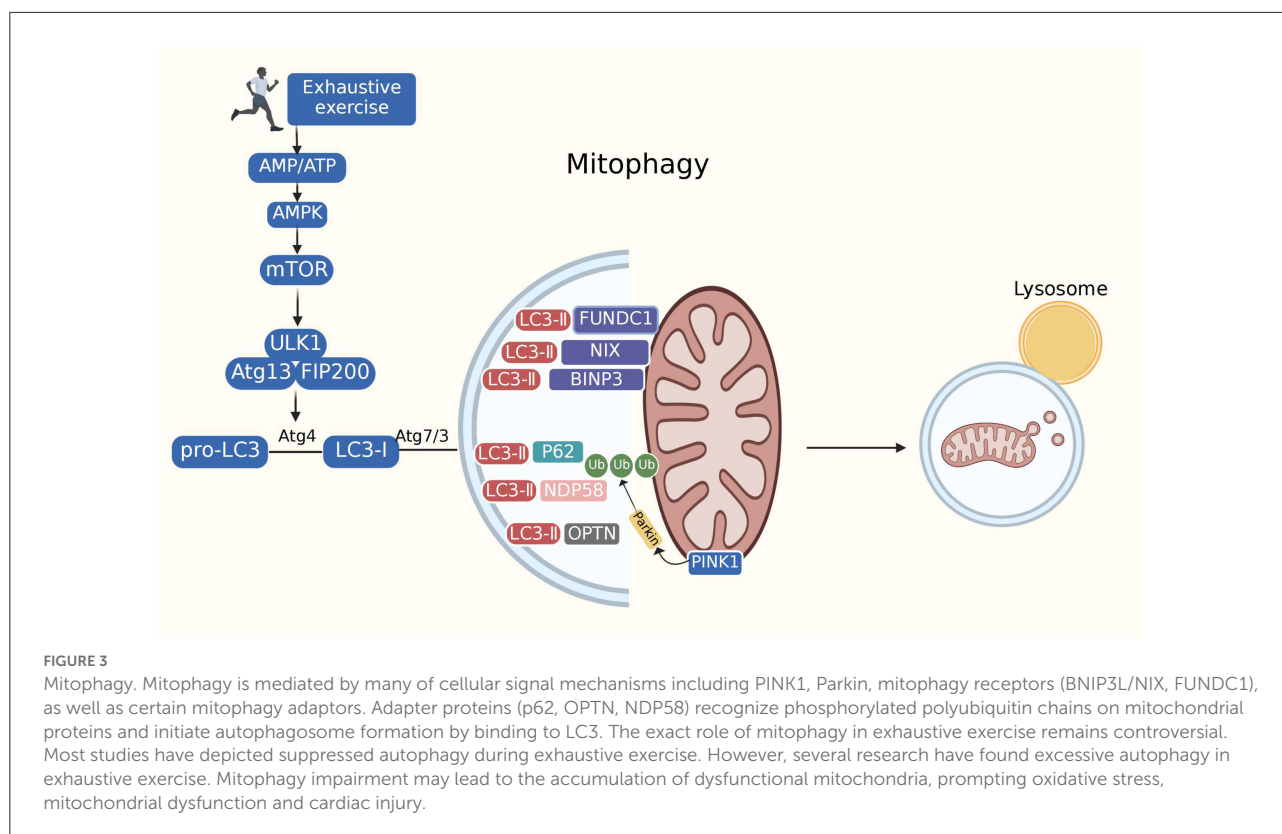 Exhaustive
exercise
AMP/ATP
Mitophagy
AMPK
mTOR
Lysosome
ULK1
Atg13 FIP200
LC3-II FUNDC1
LC3-II NIX
LC3-II BINP3
pro-LC3 Atg4 LC3-I Atg7/3
LC3-II P62
Ub Ub Ub
LC3-II NDP58
LC3-II OPTN
Parkin
PINK1
FIGURE 3
Mitophagy. Mitophagy is mediated by many of cellular signal mechanisms including PINK1, Parkin, mitophagy receptors (BNIP3L/NIX, FUNDC1),
as well as certain mitophagy adaptors. Adapter proteins (p62, OPTN, NDP58) recognize phosphorylated polyubiquitin chains on mitochondrial
proteins and initiate autophagosome formation by binding to LC3. The exact role of mitophagy in exhaustive exercise remains controversial.
Most studies have depicted suppressed autophagy during exhaustive exercise. However, several research have found excessive autophagy in
exhaustive exercise. Mitophagy impairment may lead to the accumulation of dysfunctional mitochondria, prompting oxidative stress,
mitochondrial dysfunction and cardiac injury.